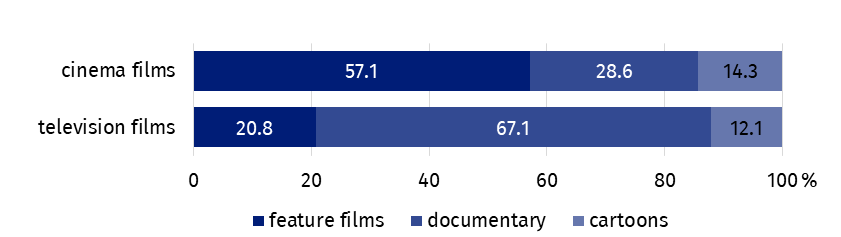 cinema films 57.1 28.6 14.3
television films 20.8 67.1 12.1
0 20 40 60 80 100 %
feature films documentary cartoons